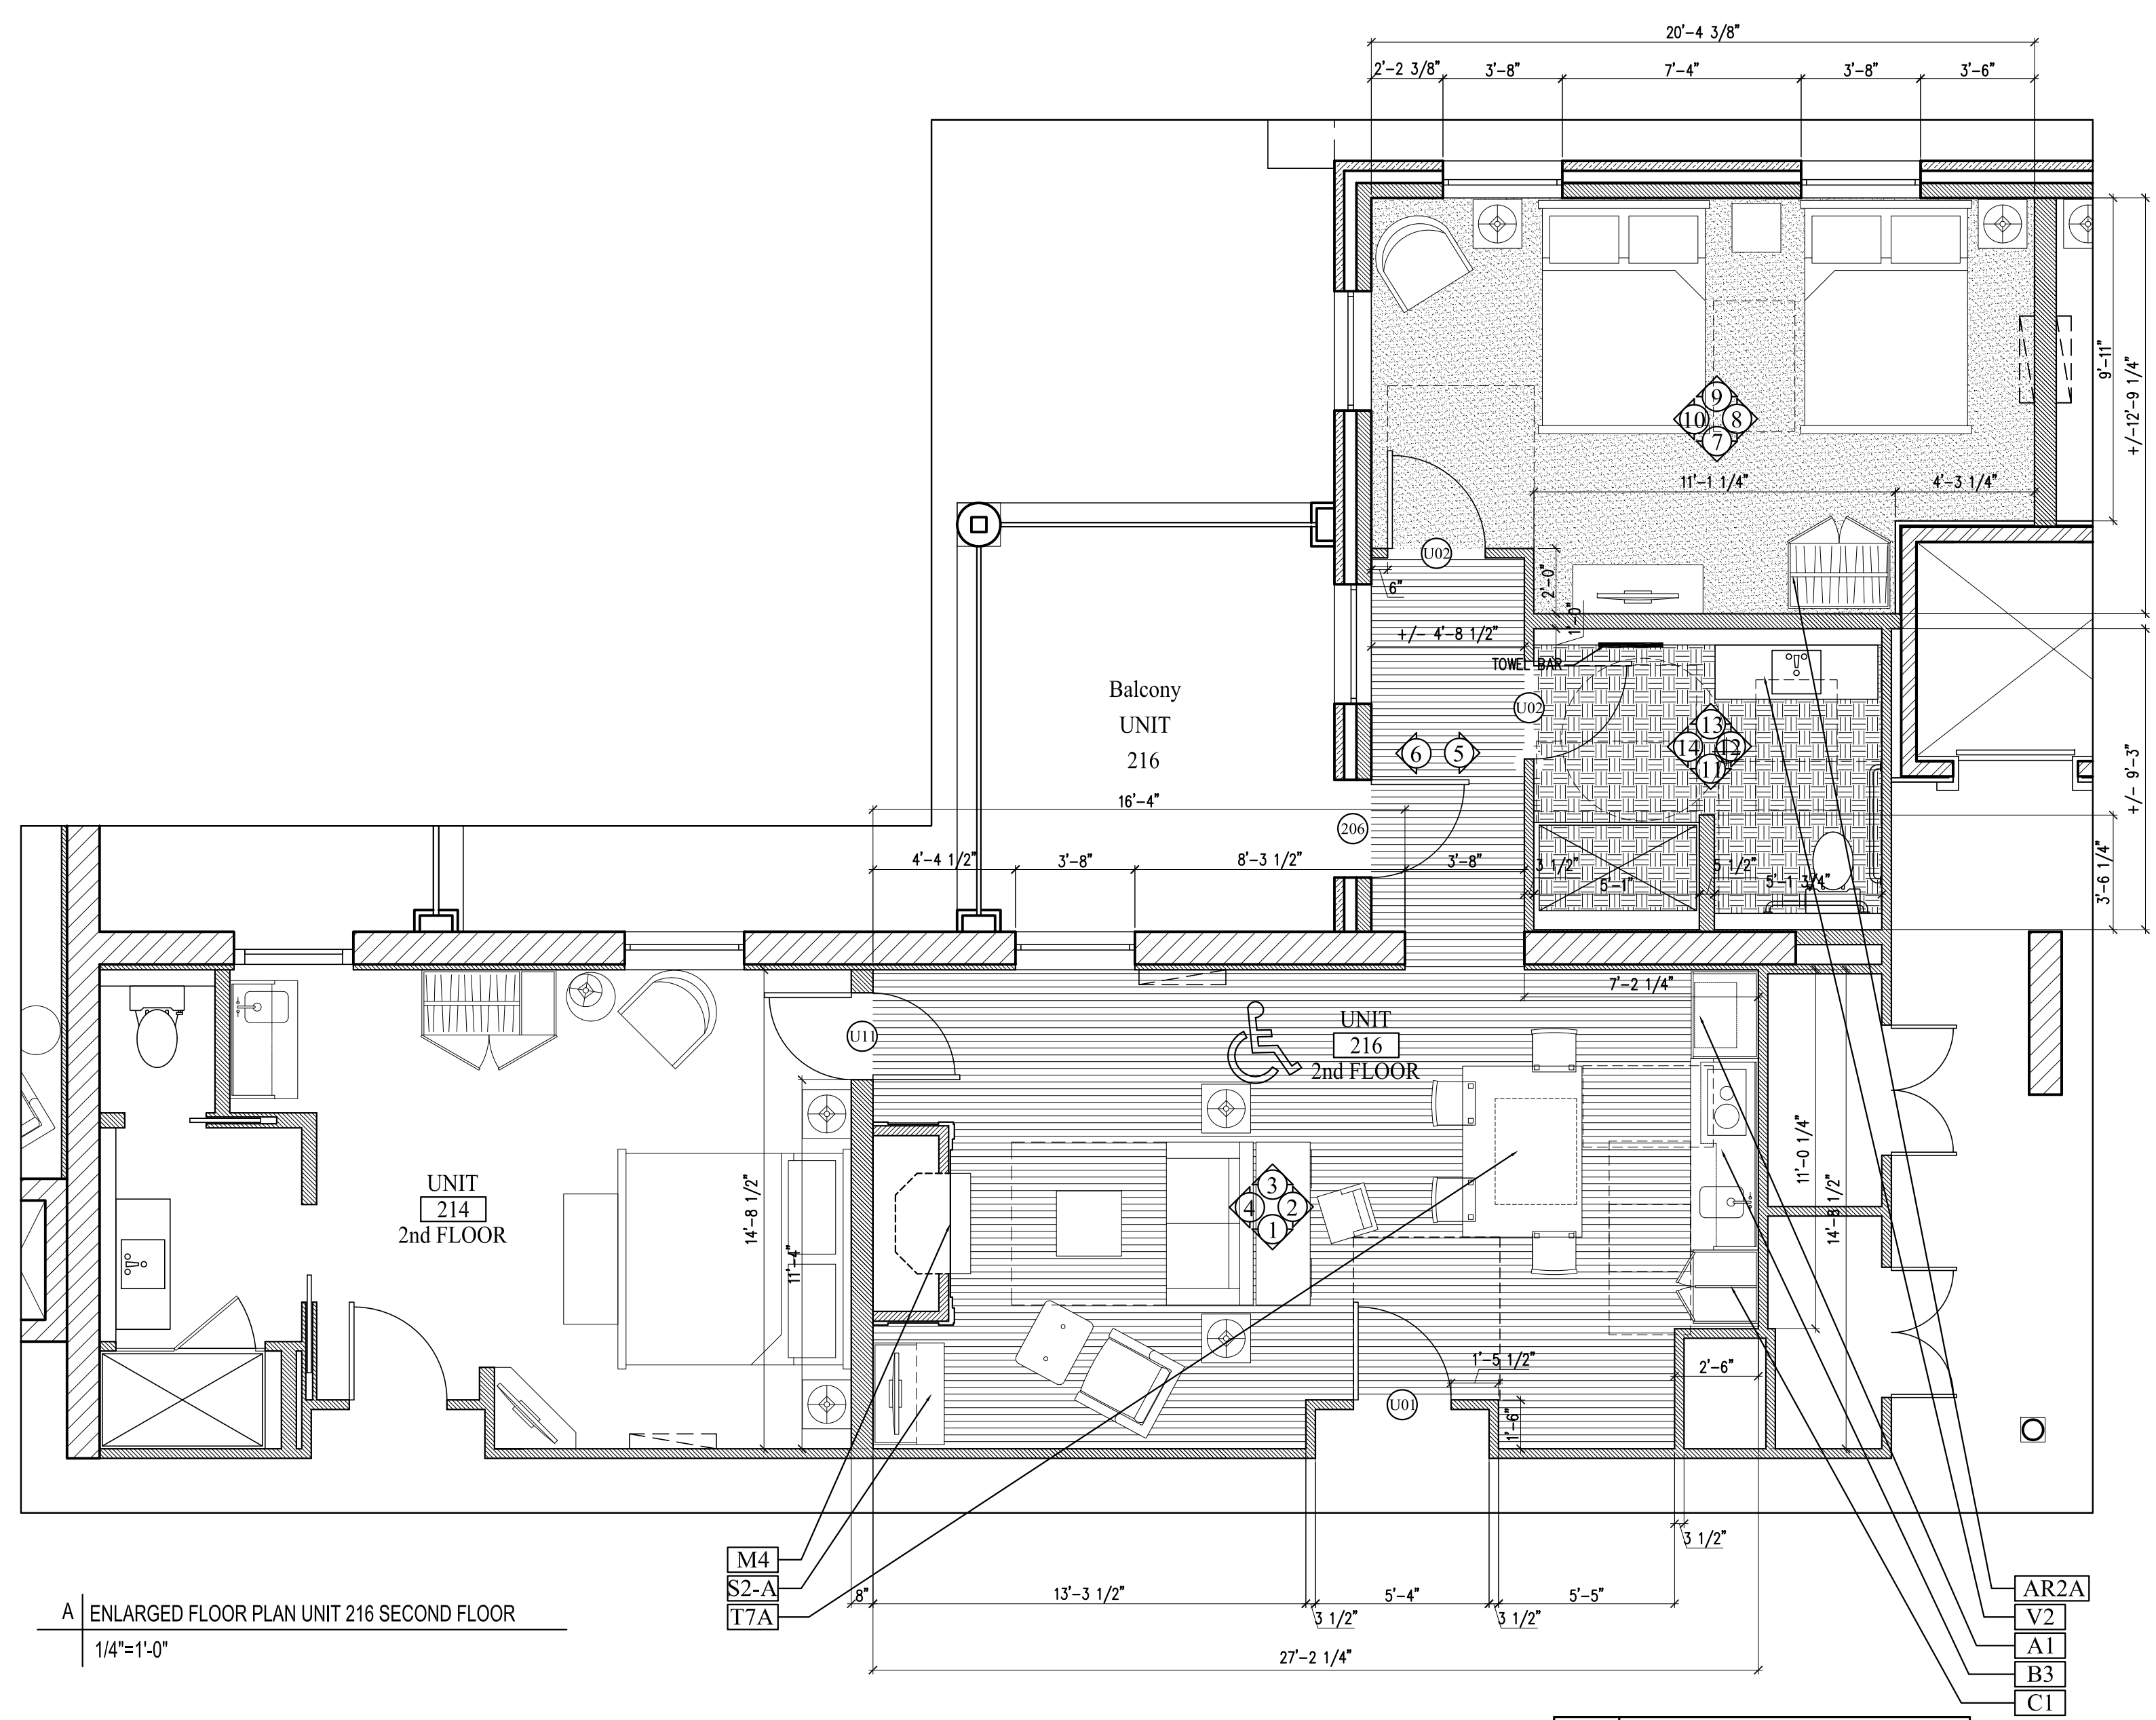 20'-4 3/8"
2'-2 3/8"
3'-8"
7'-4"
3'-8"
3'-6"
9'-11"
+/-12'-9 1/4"
9
10
8
7
11'-1 1/4"
4'-3 1/4"
U02
6"
2'-0"
1'-0"
+/- 4'-8 1/2"
TOWEL BAR
Balcony
UNIT
216
U02
13
14
12
11
6
5
+/- 9'-3"
16'-4"
206
4'-4 1/2"
3'-8"
8'-3 1/2"
3'-8"
3 1/2"
5'-1"
5 1/2"
5'-1 3/4"
3'-6 1/4"
7'-2 1/4"
U11
UNIT
216
2nd FLOOR
11'-0 1/4"
14'-8 1/2"
UNIT
214
2nd FLOOR
14'-8 1/2"
11'-4"
3
4
2
1
1'-5 1/2"
2'-6"
U01
1'-6"
3 1/2"
M4
S2-A
T7A
8"
13'-3 1/2"
3 1/2"
5'-4"
3 1/2"
5'-5"
27'-2 1/4"
AR2A
V2
A1
B3
C1
A
ENLARGED FLOOR PLAN UNIT 216 SECOND FLOOR
1/4"=1'-0"